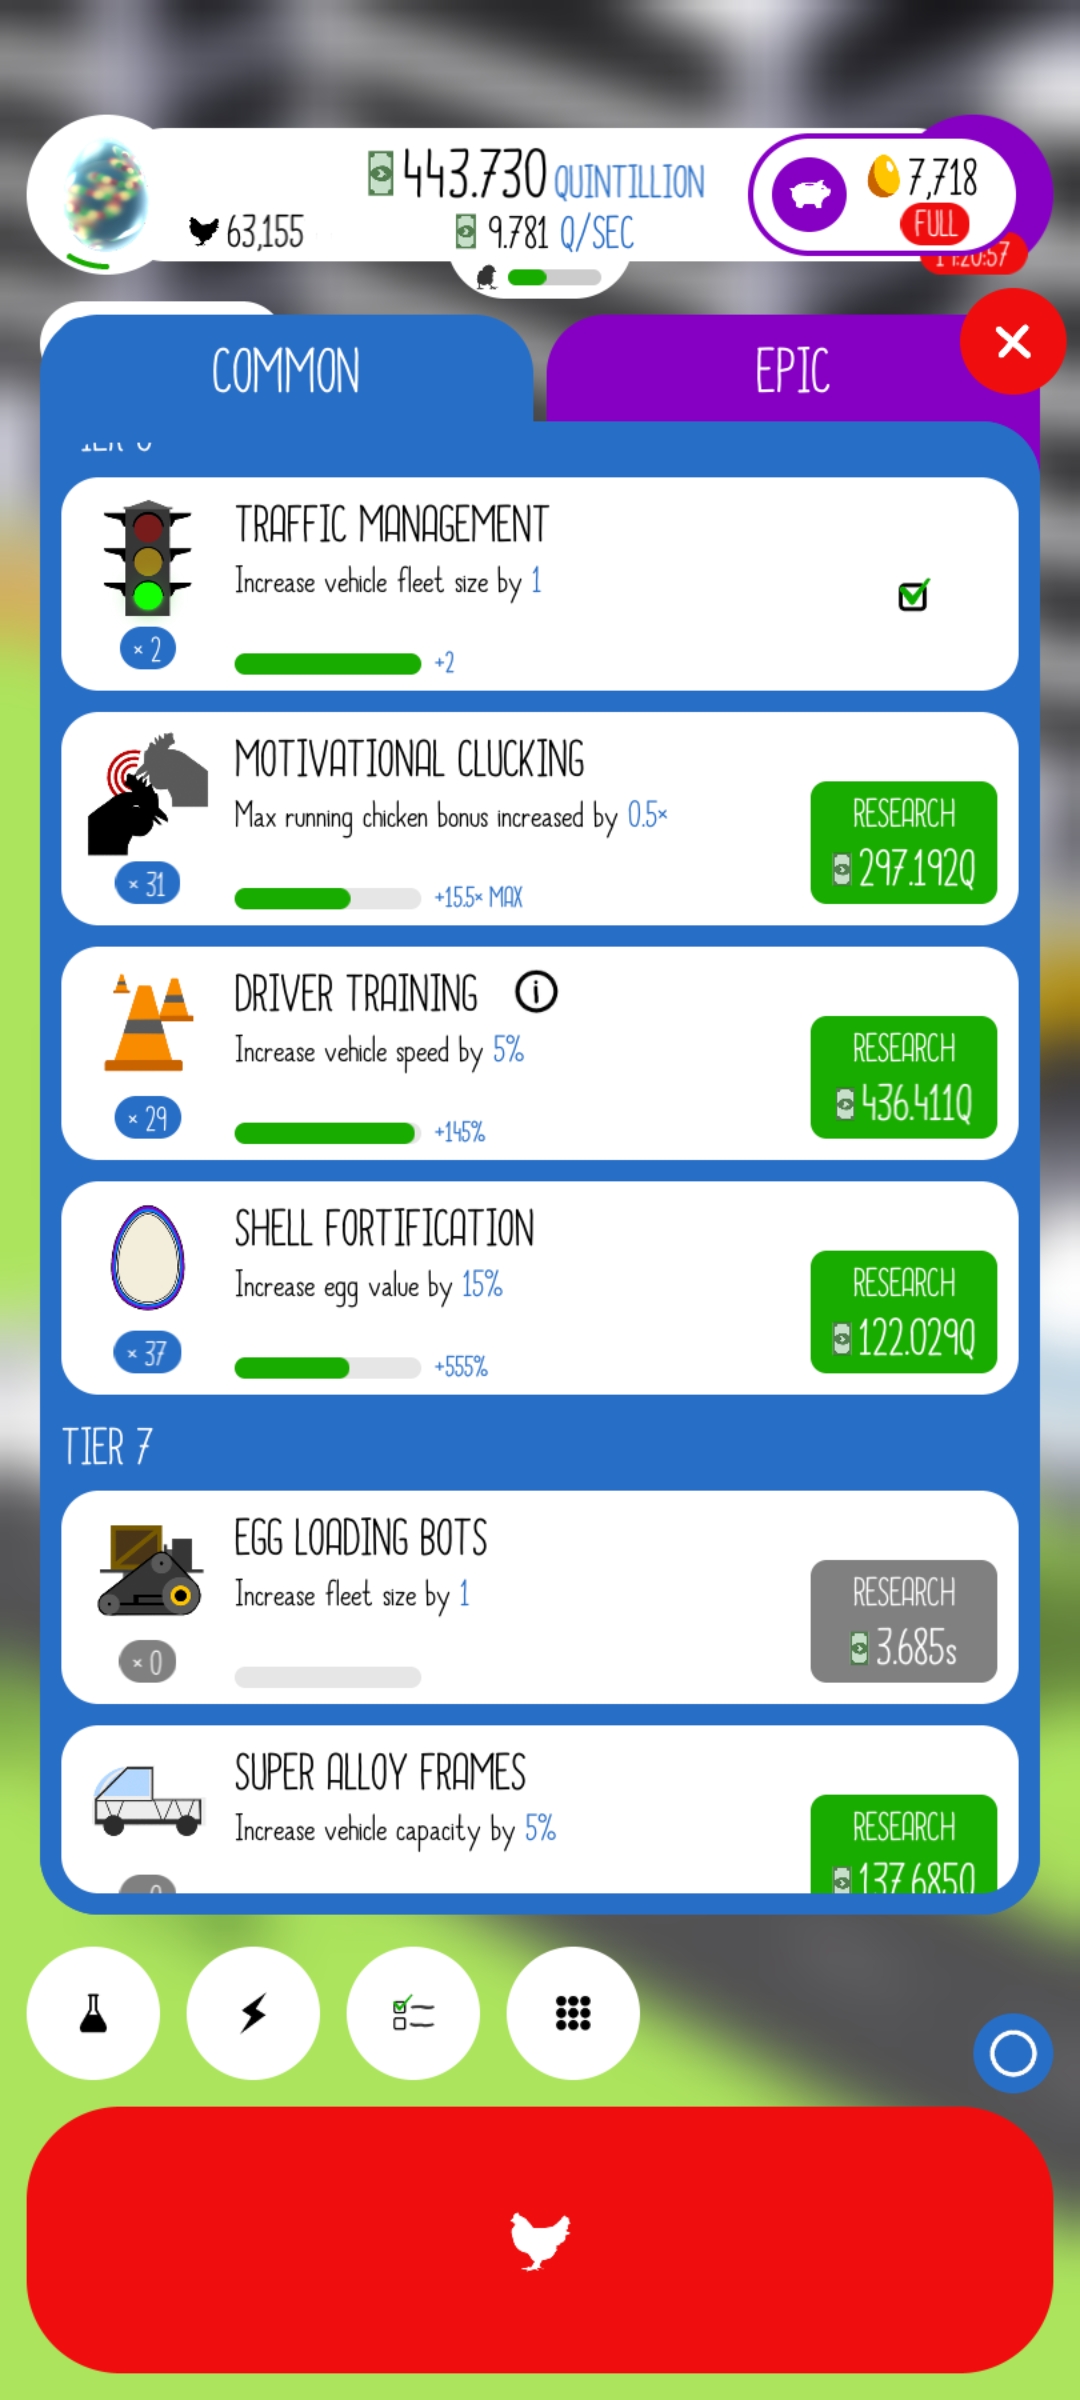 443.730 QUINTILLION
7,718
63,155
9.781 Q/SEC
FULL
COMMON
EPIC
TRAFFIC MANAGEMENT
Increase vehicle fleet size by 1
× 2
+2
MOTIVATIONAL CLUCKING
Max running chicken bonus increased by 0.5×
RESEARCH
297.192Q
× 31
+15.5× MAX
DRIVER TRAINING i
Increase vehicle speed by 5%
RESEARCH
436.411Q
× 29
+145%
SHELL FORTIFICATION
Increase egg value by 15%
RESEARCH
122.029Q
× 37
+555%
TIER 7
EGG LOADING BOTS
Increase fleet size by 1
RESEARCH
3.685s
× 0
SUPER ALLOY FRAMES
Increase vehicle capacity by 5%
RESEARCH
137.685Q